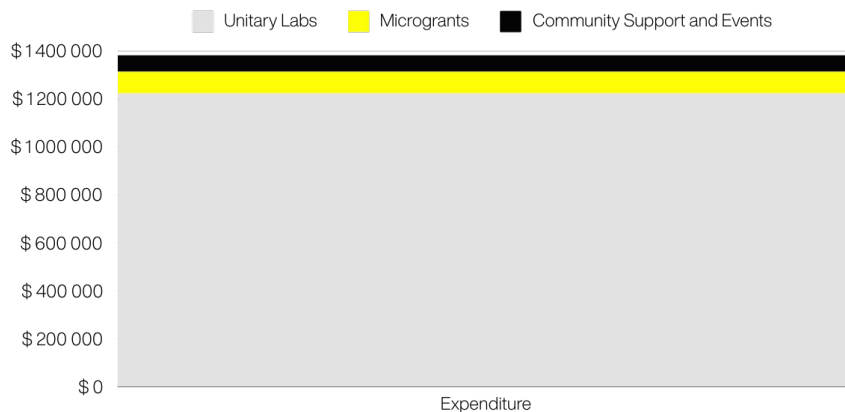 Unitary Labs Microgrants Community Support and Events
$ 1400 000
$ 1200 000
$ 1000 000
$ 800 000
$ 600 000
$ 400 000
$ 200 000
$ 0
Expenditure